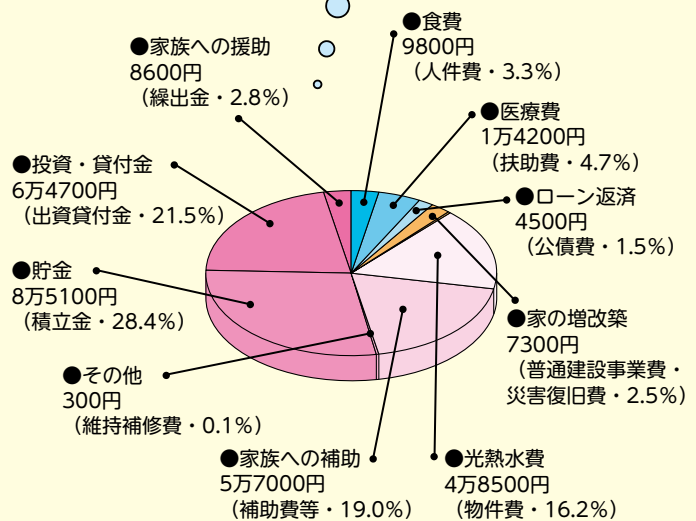 ●食費
9800円
（人件費・3.3%）
●医療費
1万4200円
（扶助費・4.7%）
●ローン返済
4500円
（公債費・1.5%）
●家の増改築
7300円
（普通建設事業費・
災害復旧費・2.5%）
●光熱水費
4万8500円
（物件費・16.2%）
●家族への補助
5万7000円
（補助費等・19.0%）
●その他
300円
（維持補修費・0.1%）
●貯金
8万5100円
（積立金・28.4%）
●投資・貸付金
6万4700円
（出資貸付金・21.5%）
●家族への援助
8600円
（繰出金・2.8%）